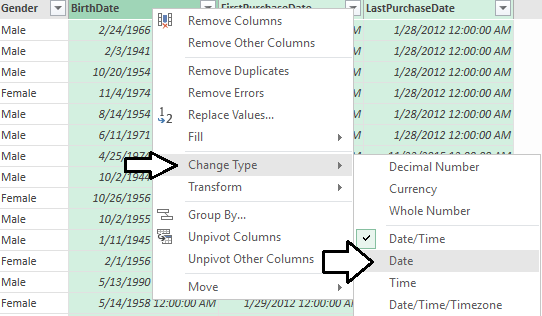 Gender BirthDate FirstPurchaseDate LastPurchaseDate
Male 2/24/1966 M 1/28/2012 12:00:00 AM
Male 2/3/1941 M 1/28/2012 12:00:00 AM
Male 10/20/1954 M 1/28/2012 12:00:00 AM
Female 11/4/1974 M 1/28/2012 12:00:00 AM
Male 8/14/1954 M 1/28/2012 12:00:00 AM
Male 6/11/1971 M 1/28/2012 12:00:00 AM
Male 4/25/1974
Male 10/2/1944
Female 10/26/1956
Male 10/2/1955
Male 1/11/1945
Female 2/1/1956
Male 5/13/1990
Female 5/14/1958 12:00:00 AM 1/29/2012 12:00:00 AM
Remove Columns
Remove Other Columns
Remove Duplicates
Remove Errors
1
2
Replace Values...
Fill
Change Type
Transform
Group By...
Unpivot Columns
Unpivot Other Columns
Move
Decimal Number
Currency
Whole Number
Date/Time
Date
Time
Date/Time/Timezone